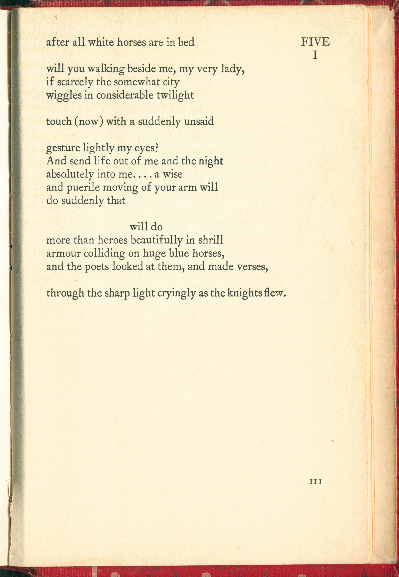 after all white horses are in bed
FIVE
I
will you walking beside me, my very lady,
if scarcely the somewhat city
wiggles in considerable twilight
touch (now) with a suddenly unsaid
gesture lightly my eyes?
And send life out of me and the night
absolutely into me. . . . a wise
and puerile moving of your arm will
do suddenly that
will do
more than heroes beautifully in shrill
armour colliding on huge blue horses,
and the poets looked at them, and made verses,
through the sharp light cryingly as the knights flew.
III